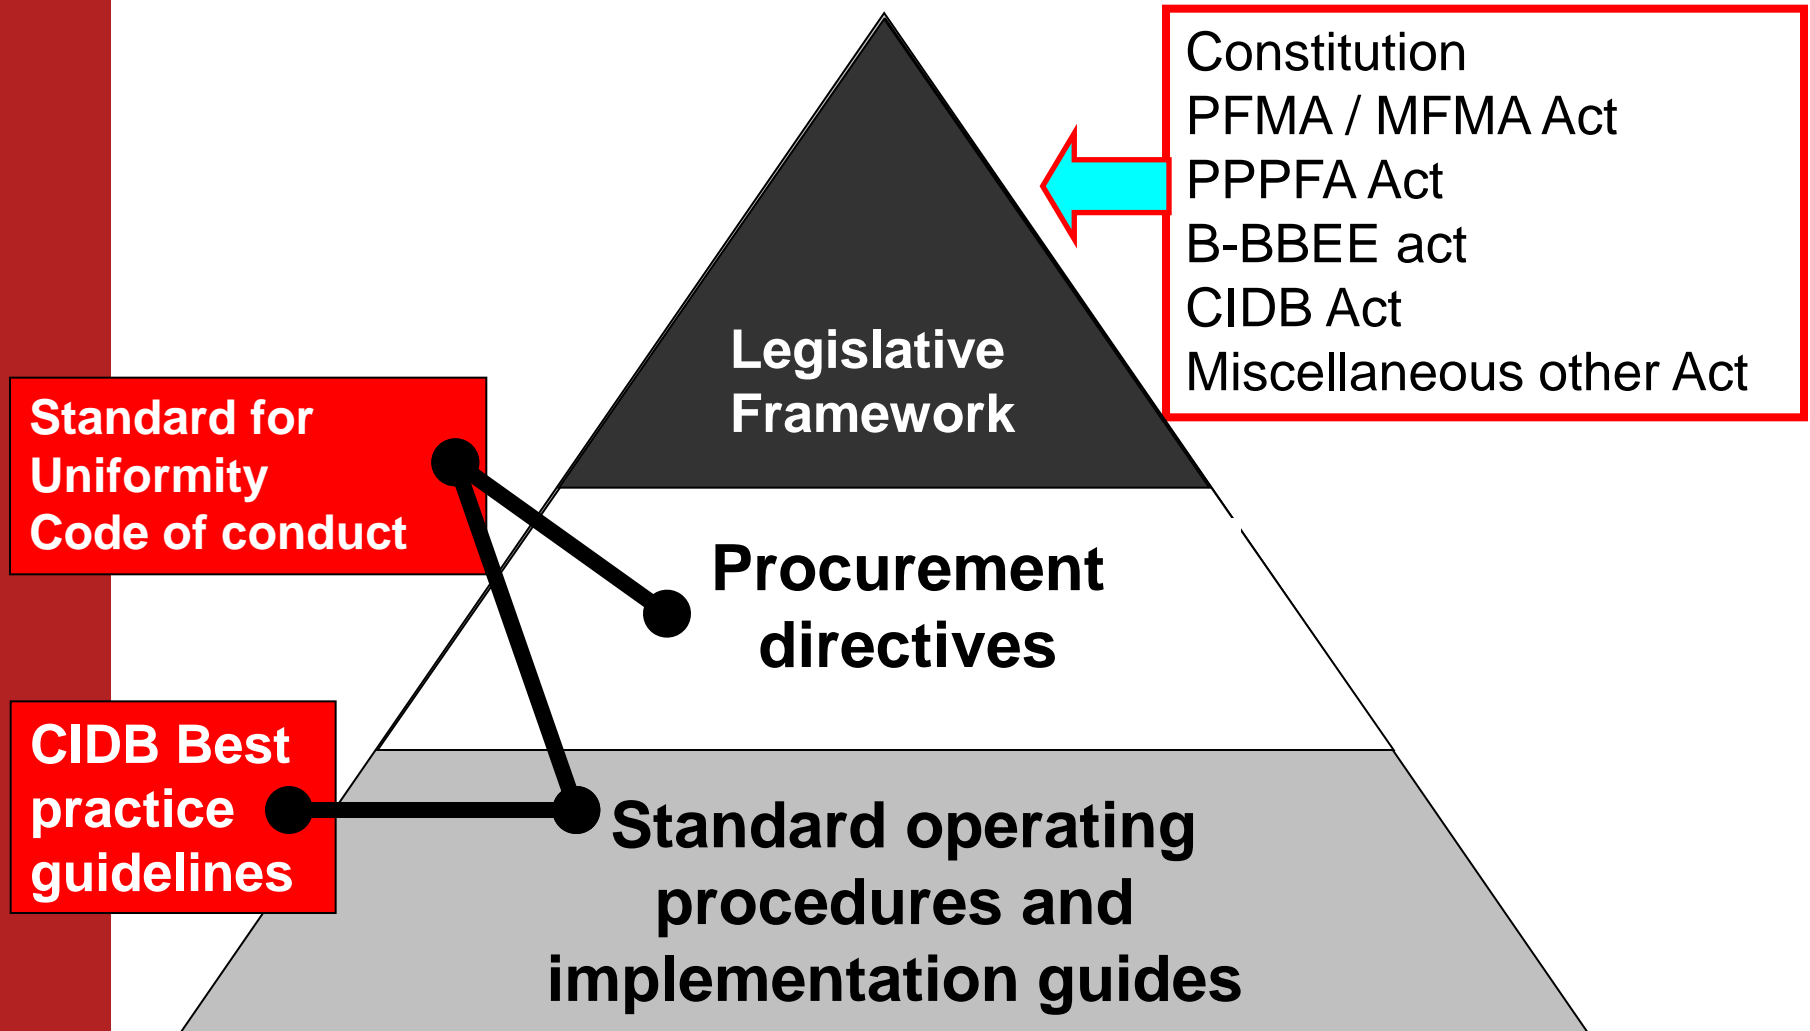 Constitution
PFMA / MFMA Act
PPPFA Act
B-BBEE act
CIDB Act
Miscellaneous other Act
Legislative
Framework
Standard for
Uniformity
Code of conduct
Procurement
directives
CIDB Best
practice
guidelines
Standard operating
procedures and
implementation guides